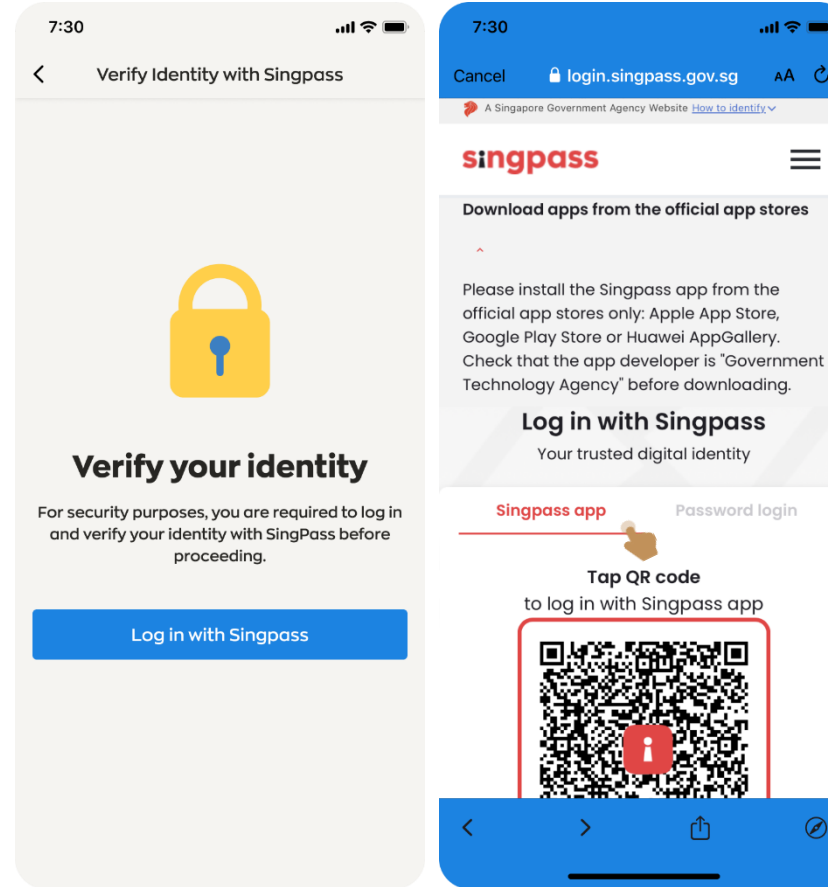 7:30
Verify Identity with Singpass
Verify your identity
For security purposes, you are required to log in
and verify your identity with SingPass before
proceeding.
Log in with Singpass
7:30
Cancel
login.singpass.gov.sg
AA
A Singapore Government Agency Website How to identify
singpass
Download apps from the official app stores
Please install the Singpass app from the
official app stores only: Apple App Store,
Google Play Store or Huawei AppGallery.
Check that the app developer is "Government
Technology Agency" before downloading.
Log in with Singpass
Your trusted digital identity
Singpass app
Password login
Tap QR code
to log in with Singpass app